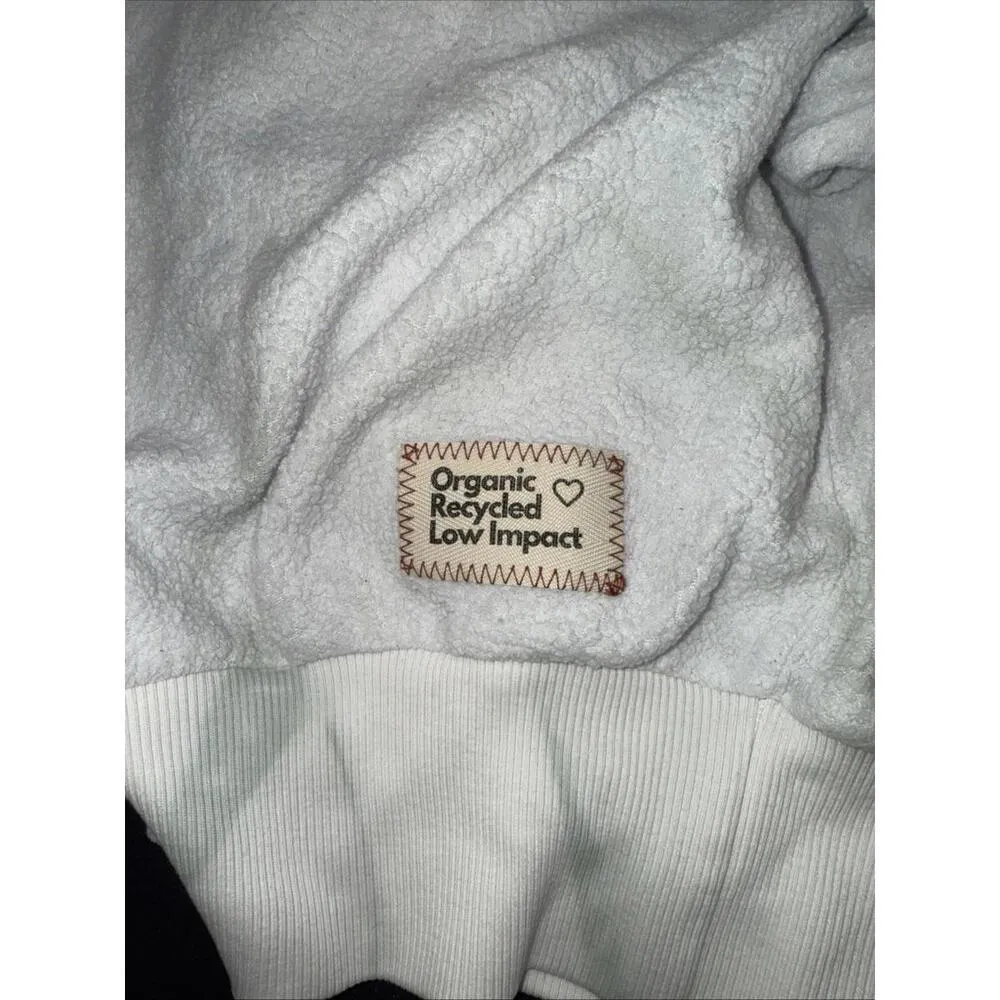 Organic
Recycled
Low Impact